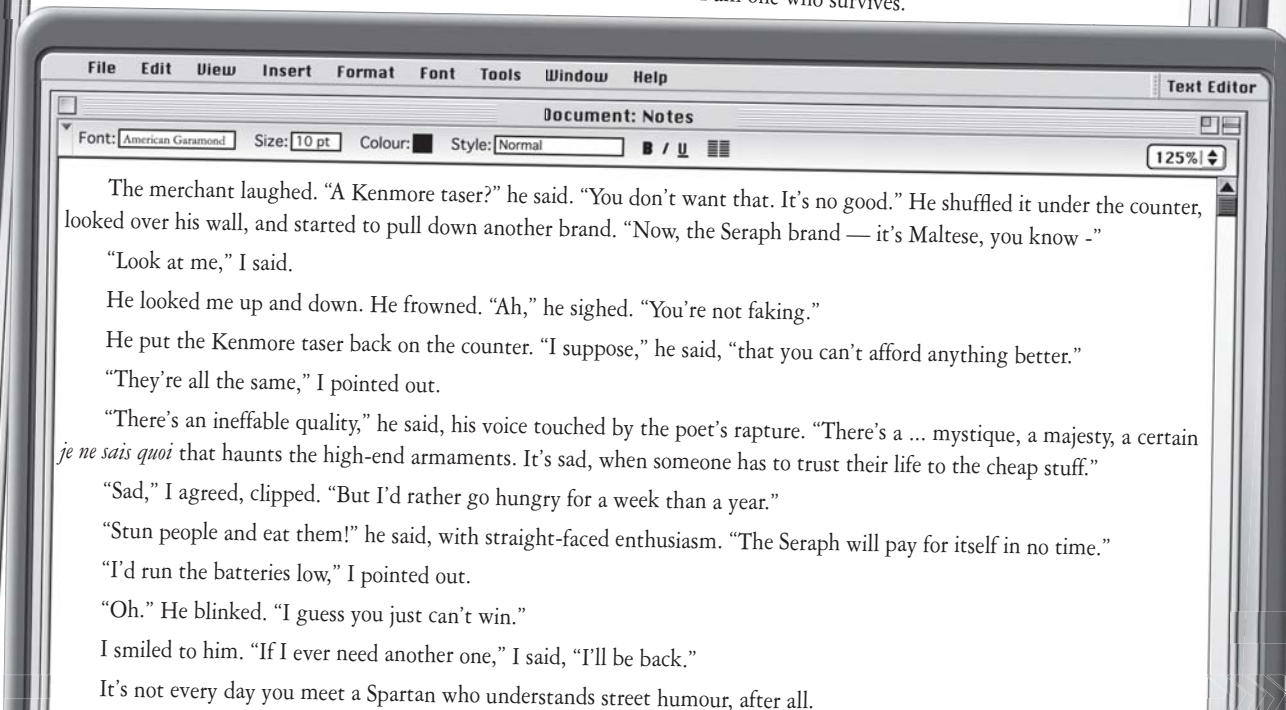 one who survives.
File Edit View Insert Format Font Tools Window Help
Text Editor
Document: Notes
Font: American Garamond Size: 10 pt Colour: Style: Normal B / U
125%
The merchant laughed. “A Kenmore taser?” he said. “You don’t want that. It’s no good.” He shuffled it under the counter,
looked over his wall, and started to pull down another brand. “Now, the Seraph brand — it’s Maltese, you know -”
“Look at me,” I said.
He looked me up and down. He frowned. “Ah,” he sighed. “You’re not faking.”
He put the Kenmore taser back on the counter. “I suppose,” he said, “that you can’t afford anything better.”
“They’re all the same,” I pointed out.
“There’s an ineffable quality,” he said, his voice touched by the poet’s rapture. “There’s a ... mystique, a majesty, a certain
je ne sais quoi that haunts the high-end armaments. It’s sad, when someone has to trust their life to the cheap stuff.”
“Sad,” I agreed, clipped. “But I’d rather go hungry for a week than a year.”
“Stun people and eat them!” he said, with straight-faced enthusiasm. “The Seraph will pay for itself in no time.”
“I’d run the batteries low,” I pointed out.
“Oh.” He blinked. “I guess you just can’t win.”
I smiled to him. “If I ever need another one,” I said, “I’ll be back.”
It’s not every day you meet a Spartan who understands street humour, after all.